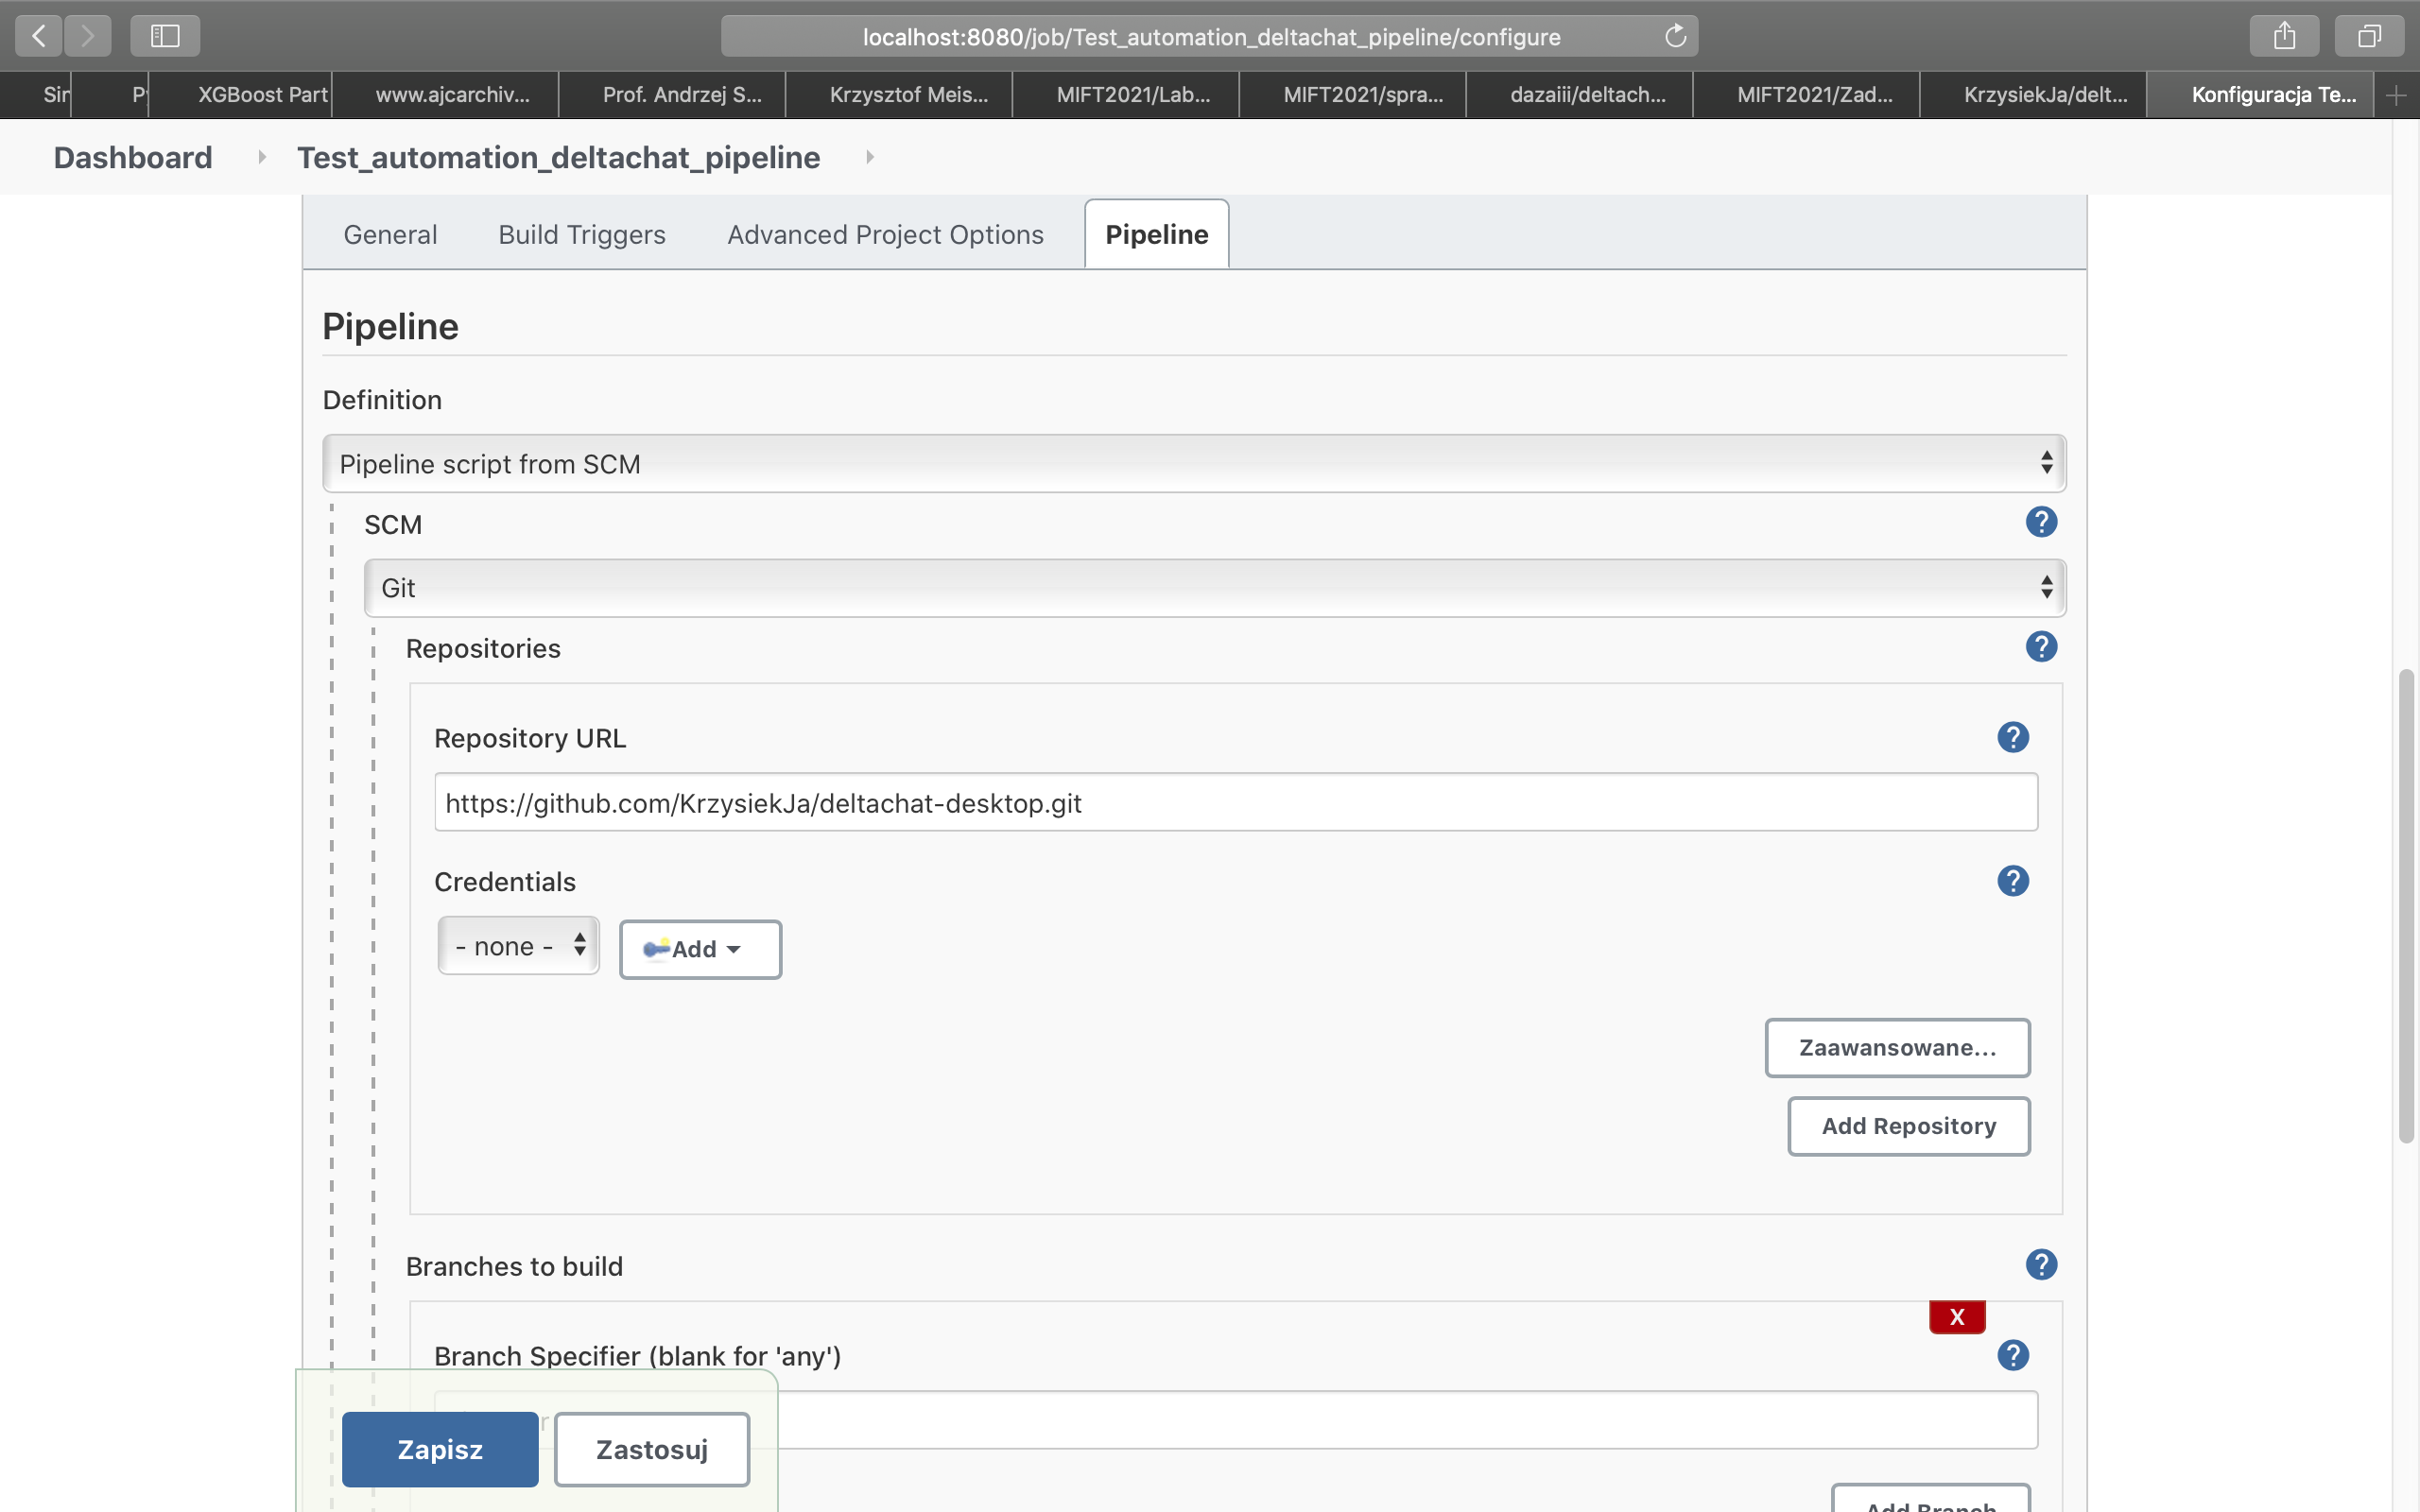 localhost:8080/job/Test_automation_deltachat_pipeline/configure
XGBoost Part
www.ajcarchiv...
Prof. Andrzej S...
Krzysztof Meis...
MIFT2021/Lab...
MIFT2021/spra...
dazaiii/deltach...
MIFT2021/Zad...
KrzysiekJa/delt...
Konfiguracja Te...
Dashboard
Test_automation_deltachat_pipeline
General
Build Triggers
Advanced Project Options
Pipeline
Pipeline
Definition
Pipeline script from SCM
SCM
?
Git
Repositories
?
Repository URL
?
https://github.com/KrzysiekJa/deltachat-desktop.git
Credentials
?
- none -
Add
Zaawansowane...
Add Repository
Branches to build
?
X
Branch Specifier (blank for 'any')
?
Zapisz
Zastosuj
Add Branch